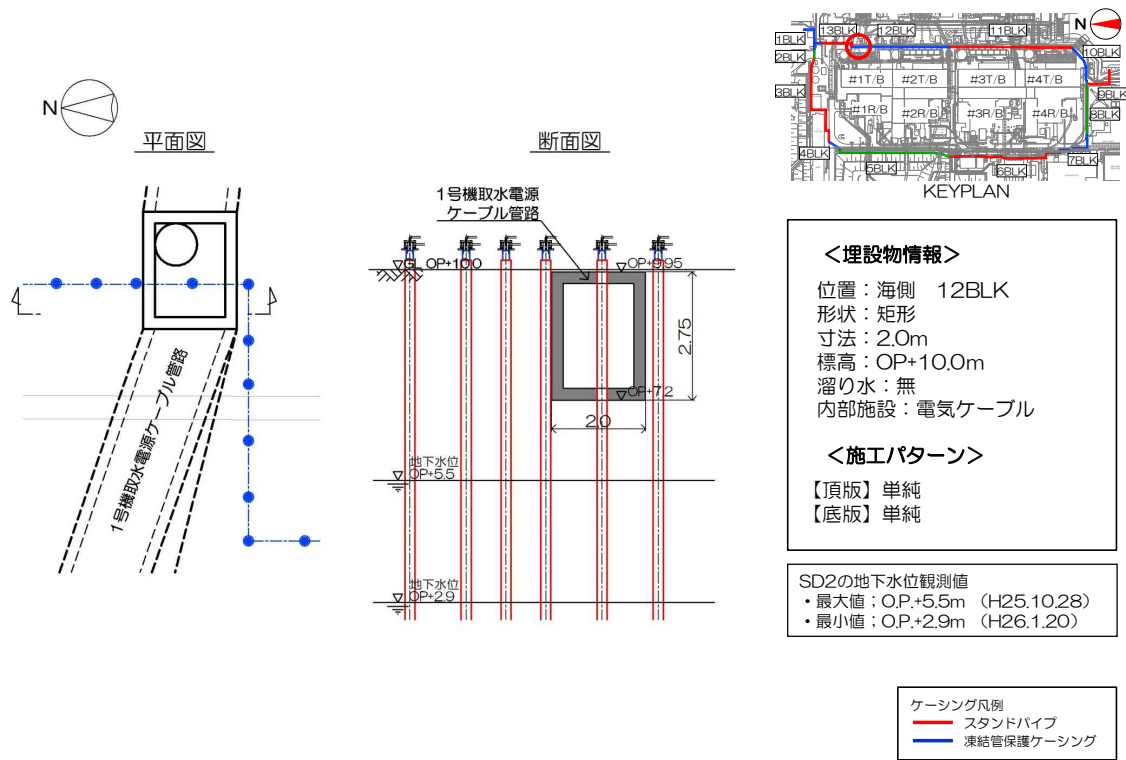 N
平面図
1号機取水電源ケーブル管路
断面図
1号機取水電源
ケーブル管路
GL OP+10.0
OP+9.95
2.75
OP+7.2
2.0
地下水位
OP+5.5
地下水位
OP+2.9
N
1BLK
2BLK
3BLK
4BLK
5BLK
6BLK
7BLK
8BLK
9BLK
10BLK
11BLK
12BLK
13BLK
#1T/B
#2T/B
#3T/B
#4T/B
#1R/B
#2R/B
#3R/B
#4R/B
KEYPLAN
<埋設物情報>
位置:海側 12BLK
形状:矩形
寸法:2.0m
標高:OP+10.0m
溜り水:無
内部施設:電気ケーブル
<施工パターン>
【頂版】単純
【底版】単純
SD2の地下水位観測値
・最大値;O.P.+5.5m (H25.10.28)
・最小値;O.P.+2.9m (H26.1.20)
ケーシング凡例
スタンドパイプ
凍結管保護ケーシング